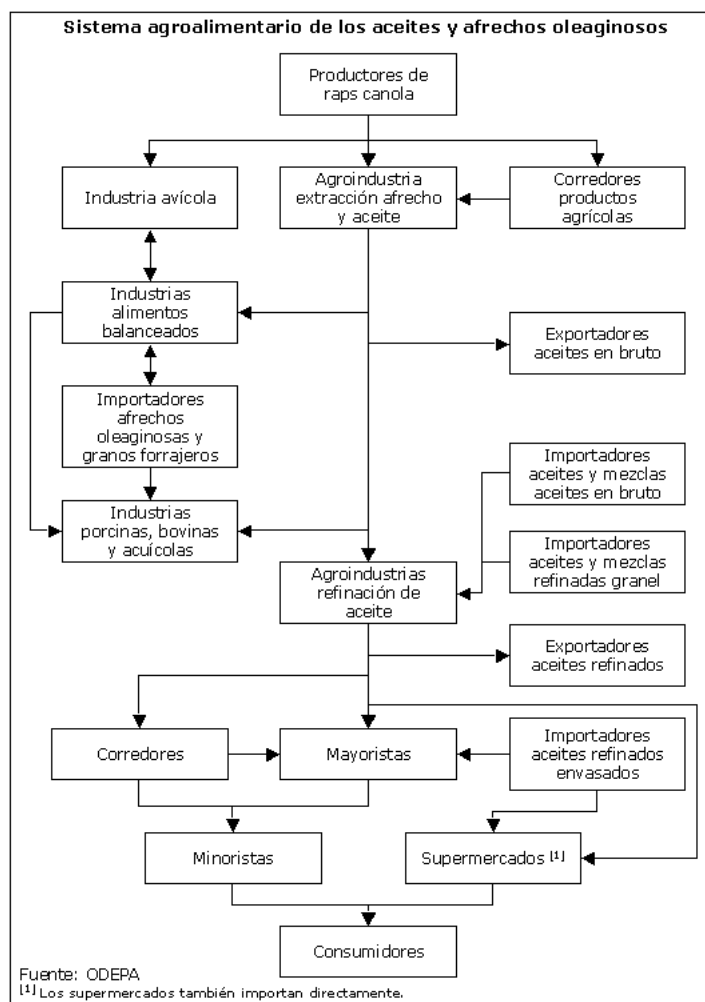 Sistema agroalimentario de los aceites y afrechos oleaginosos
Productores de
raps canola
Industria avícola
Agroindustria
extracción afrecho
y aceite
Corredores
productos
agrícolas
Industrias
alimentos
balanceados
Exportadores
aceites en bruto
Importadores
afrechos
oleaginosas y
granos forrajeros
Importadores
aceites y mezclas
aceites en bruto
Industrias
porcinas, bovinas
y acuícolas
Importadores
aceites y mezclas
refinadas granel
Agroindustrias
refinación de
aceite
Exportadores
aceites refinados
Corredores
Mayoristas
Importadores
aceites refinados
envasados
Minoristas
Supermercados [1]
Consumidores
Fuente: ODEPA
[1] Los supermercados también importan directamente.